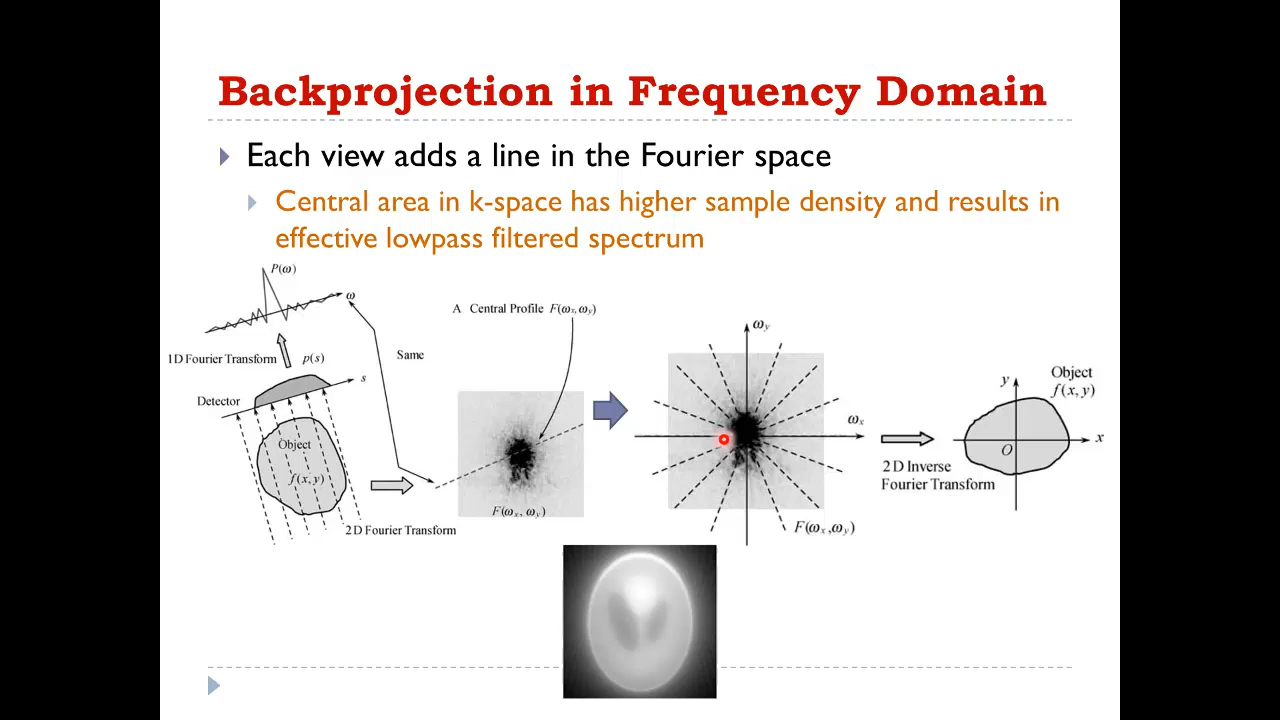 Backprojection in Frequency Domain
Each view adds a line in the Fourier space
Central area in k-space has higher sample density and results in
effective lowpass filtered spectrum
P(ω)
ω
1D Fourier Transform
p(s)
s
Detector
Object
f(x,y)
Same
2D Fourier Transform
A Central Profile F(ωx,ωy)
F(ωx, ωy)
ωy
ωx
F(ωx,ωy)
2D Inverse
Fourier Transform
y
Object
f(x,y)
x
O